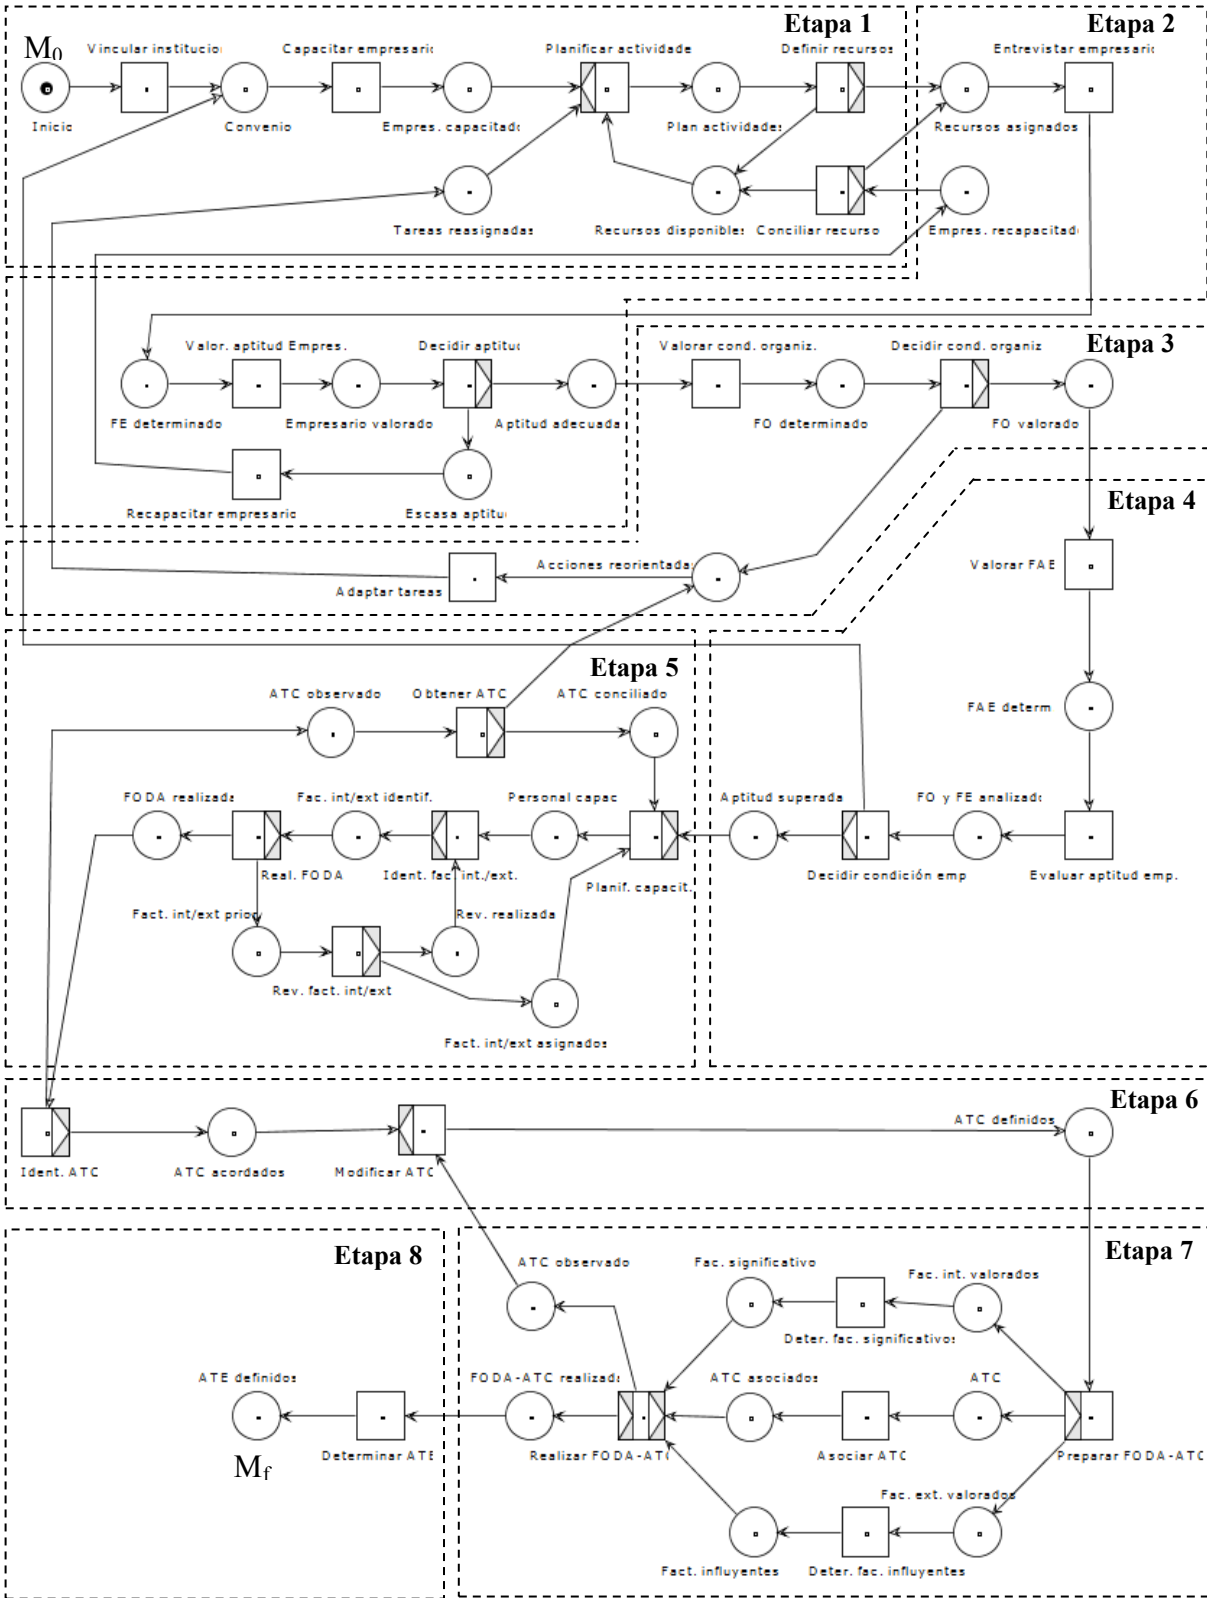 Etapa 1
Etapa 2
M0
Vincular institucio
Capacitar empresario
Planificar actividade
Definir recursos
Entrevistar empresario
Inicio
Convenio
Empres. capacitado
Plan actividades
Recursos asignados
Tareas reasignadas
Recursos disponibles
Conciliar recurso
Empres. recapacitado
Etapa 3
Valor. aptitud Empres.
Decidir aptitud
Valorar cond. organiz.
Decidir cond. organiz
FE determinado
Empresario valorado
Aptitud adecuada
FO determinado
FO valorado
Etapa 4
Recapacitar empresario
Escasa aptitud
Acciones reorientada
Valorar FAE
Adaptar tareas
Etapa 5
ATC observado
Obtener ATC
ATC conciliado
FAE determ
FODA realizada
Fac. int/ext identif.
Personal capac
Aptitud superada
FO y FE analizado
Real. FODA
Ident. fac int./ext.
Planif. capacit.
Decidir condición emp
Evaluar aptitud emp.
Fact. int/ext prior
Rev. realizada
Rev. fact. int/ext
Fact. int/ext asignados
Etapa 6
ATC definidos
Ident. ATC
ATC acordados
Modificar ATC
Etapa 8
Etapa 7
ATC observado
Fac. significativo
Fac. int. valorados
Deter. fac. significativos
ATE definidos
FODA-ATC realizada
ATC asociados
ATC
Determinar ATE
Realizar FODA-ATC
Asociar ATC
Preparar FODA-ATC
Mf
Fac. ext. valorados
Fact. influyentes
Deter. fac. influyentes